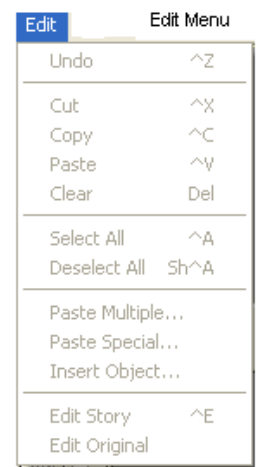 Edit Edit Menu
Undo ^Z
Cut ^X
Copy ^C
Paste ^V
Clear Del
Select All ^A
Deselect All Sh^A
Paste Multiple...
Paste Special...
Insert Object...
Edit Story ^E
Edit Original